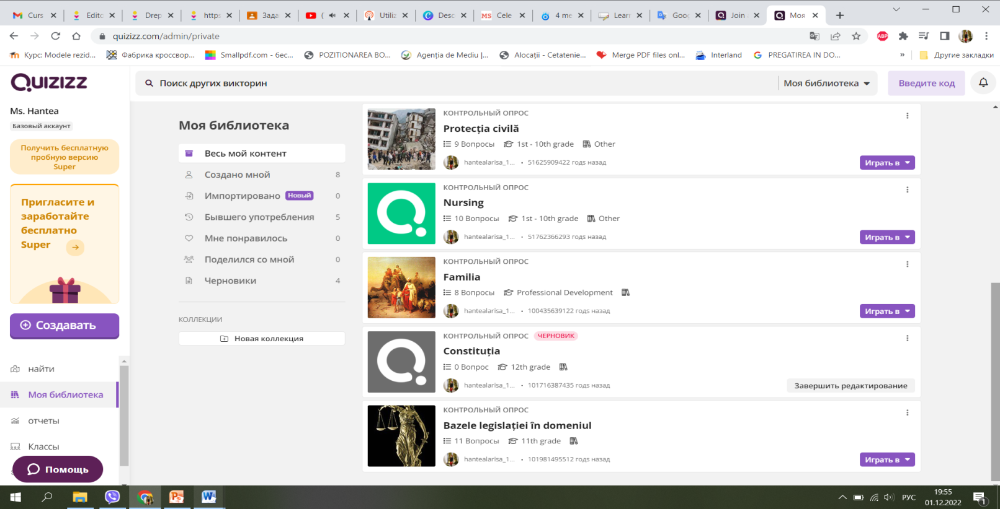 Curs
Edito
Drep
https
Зада
(
Utiliz
Desc
MS Cele
4 me
Learn
Goog
Join
Моя
quizizz.com/admin/private
ABP
Курс: Modele rezid...
Фабрика кроссвор...
Smallpdf.com - бес...
POZITIONAREA BO...
Agenția de Mediu |...
Alocații - Cetatenie...
Merge PDF files onl...
Interland
PREGATIREA IN DO...
»
Другие закладки
QUIZIZZ
Поиск других викторин
Моя библиотека
Введите код
Ms. Hantea
Базовый аккаунт
Получить бесплатную
пробную версию
Super
Пригласите и
заработайте
бесплатно
Super
Создавать
найти
Моя библиотека
отчеты
Классы
Помощь
Моя библиотека
Весь мой контент
Создано мной 8
Импортировано Новый 0
Бывшего употребления 5
Мне понравилось 0
Поделился со мной 0
Черновики 4
КОЛЛЕКЦИИ
Новая коллекция
КОНТРОЛЬНЫЙ ОПРОС
Protecția civilă
9 Вопросы 1st - 10th grade Other
hantealarisa_1... • 51625909422 годs назад
Играть в
КОНТРОЛЬНЫЙ ОПРОС
Nursing
10 Вопросы 1st - 10th grade Other
hantealarisa_1... • 51762366293 годs назад
Играть в
КОНТРОЛЬНЫЙ ОПРОС
Familia
8 Вопросы Professional Development
hantealarisa_1... • 100435639122 годs назад
Играть в
КОНТРОЛЬНЫЙ ОПРОС ЧЕРНОВИК
Constituția
0 Вопрос 12th grade
hantealarisa_1... • 101716387435 годs назад
Завершить редактирование
КОНТРОЛЬНЫЙ ОПРОС
Bazele legislației în domeniul
11 Вопросы 11th grade
hantealarisa_1... • 101981495512 годs назад
Играть в
РУС
19:55
01.12.2022
1